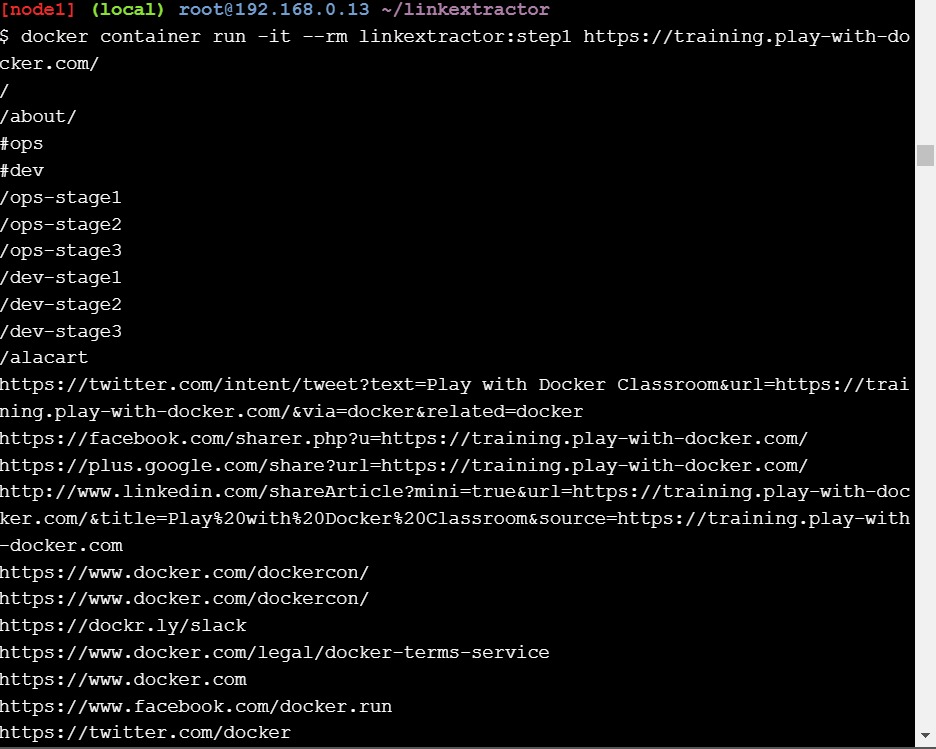 [node1] (local) root@192.168.0.13 ~/linkextractor
$ docker container run -it --rm linkextractor:step1 https://training.play-with-do
cker.com/
/
/about/
#ops
#dev
/ops-stage1
/ops-stage2
/ops-stage3
/dev-stage1
/dev-stage2
/dev-stage3
/alacart
https://twitter.com/intent/tweet?text=Play with Docker Classroom&url=https://trai
ning.play-with-docker.com/&via=docker&related=docker
https://facebook.com/sharer.php?u=https://training.play-with-docker.com/
https://plus.google.com/share?url=https://training.play-with-docker.com/
http://www.linkedin.com/shareArticle?mini=true&url=https://training.play-with-doc
ker.com/&title=Play%20with%20Docker%20Classroom&source=https://training.play-with
-docker.com
https://www.docker.com/dockercon/
https://www.docker.com/dockercon/
https://dockr.ly/slack
https://www.docker.com/legal/docker-terms-service
https://www.docker.com
https://www.facebook.com/docker.run
https://twitter.com/docker